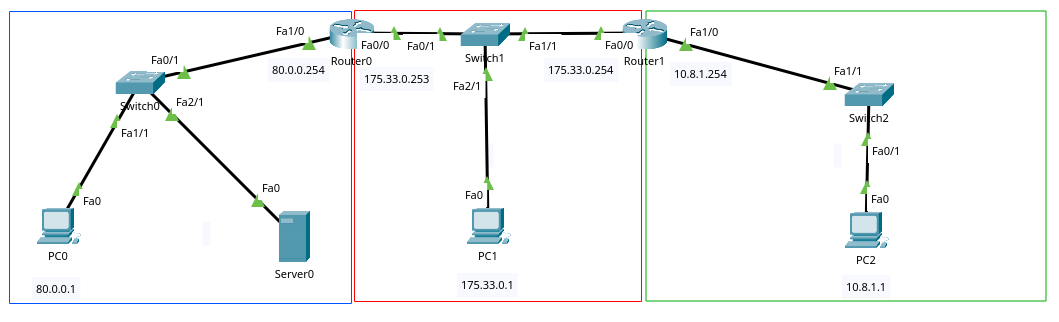 Fa1/0
Router0
Fa0/0
Fa0/1
Switch1
Fa1/1
Fa0/0
Router1
Fa1/0
Fa0/1
80.0.0.254
175.33.0.253
175.33.0.254
10.8.1.254
Fa1/1
Switch0
Fa2/1
Fa2/1
Switch2
Fa1/1
Fa0/1
Fa0
Fa0
Fa0
Fa0
PC0
Server0
PC1
PC2
80.0.0.1
175.33.0.1
10.8.1.1